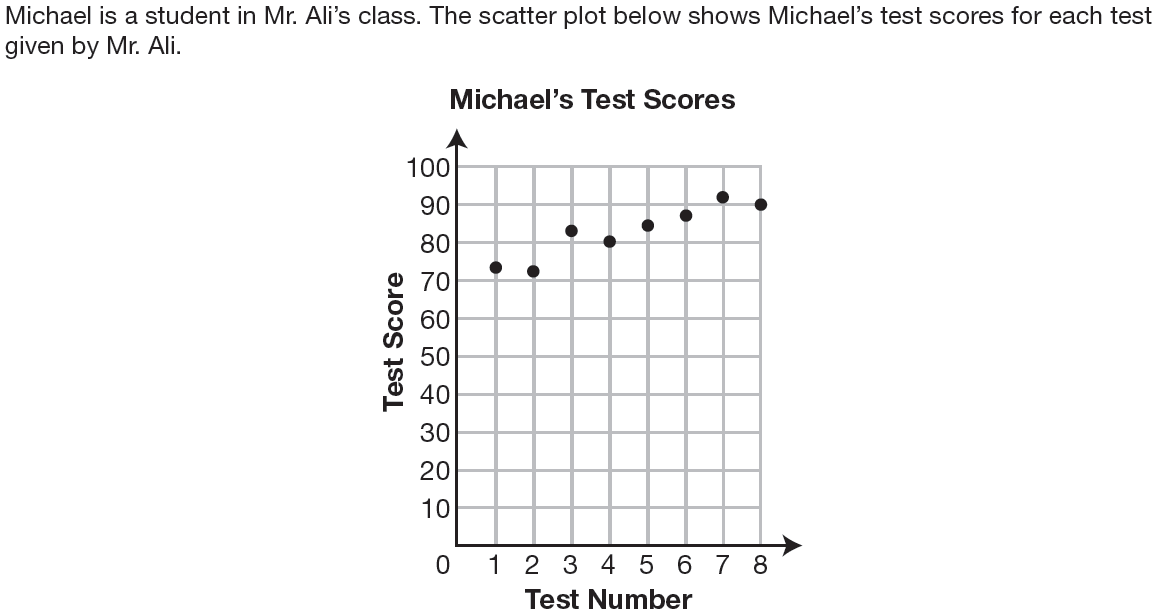 Michael is a student in Mr. Ali’s class. The scatter plot below shows Michael’s test scores for each test
given by Mr. Ali.
Michael’s Test Scores
100
90
80
70
60
50
40
30
20
10
Test Score
0 1 2 3 4 5 6 7 8
Test Number